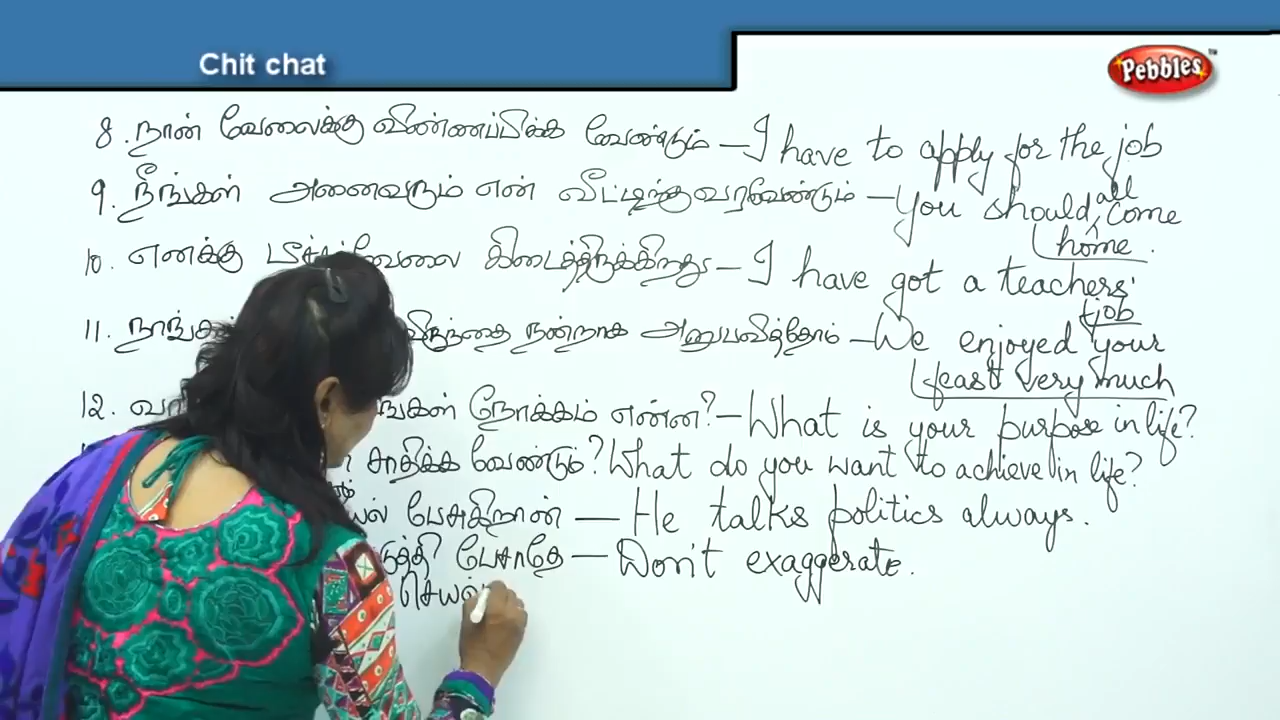 Chit chat
Pebbles
8. நான் வேலைக்கு விண்ணப்பிக்க வேண்டும் – I have to apply for the job
9. நீங்கள் அனைவரும் என் வீட்டிற்கு வரவேண்டும் – You should all come
home.
10. எனக்கு டீச்சர் வேலை கிடைத்திருக்கிறது – I have got a teachers'
job
11. விருந்தை நன்றாக அனுபவித்தோம் – We enjoyed your
feast very much
12. நோக்கம் என்ன? – What is your purpose in life?
சாதிக்க வேண்டும்? What do you want to achieve in life?
பேசுகிறான் – He talks politics always.
பேசாதே – Don't exaggerate.